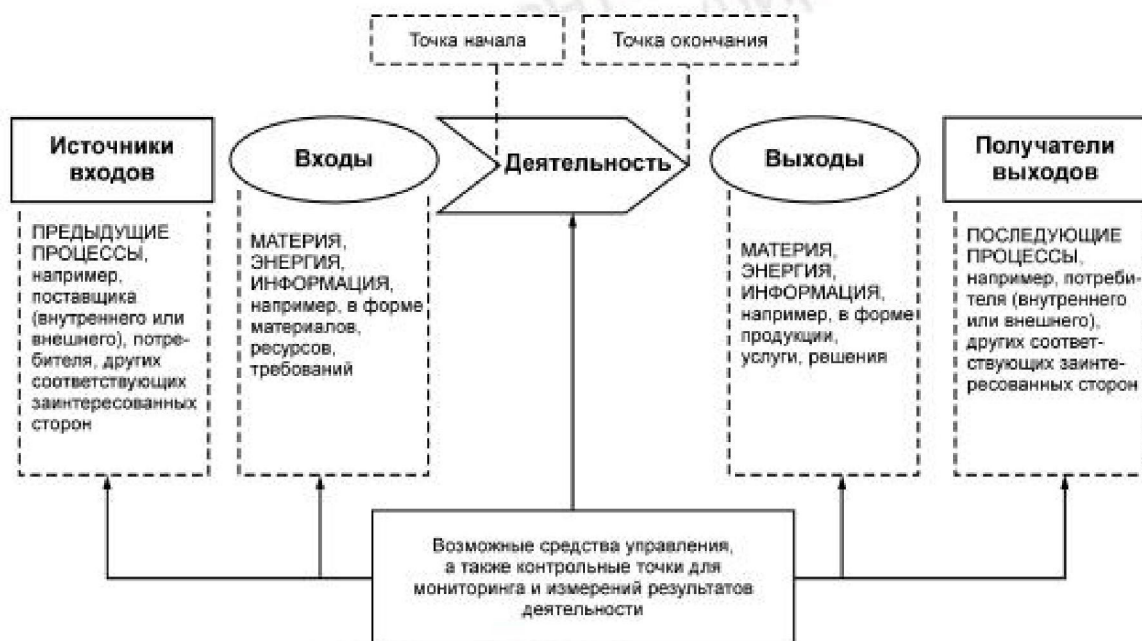 Точка начала
Точка окончания
Источники
входов
Входы
Деятельность
Выходы
Получатели
выходов
ПРЕДЫДУЩИЕ
ПРОЦЕССЫ,
например,
поставщика
(внутреннего или
внешнего), потре-
бителя, других
соответствующих
заинтересованных
сторон
МАТЕРИЯ,
ЭНЕРГИЯ,
ИНФОРМАЦИЯ,
например, в форме
материалов,
ресурсов,
требований
МАТЕРИЯ,
ЭНЕРГИЯ,
ИНФОРМАЦИЯ,
например, в форме
продукции,
услуги, решения
ПОСЛЕДУЮЩИЕ
ПРОЦЕССЫ,
например, потреби-
теля (внутреннего
или внешнего),
других соответ-
ствующих заинте-
ресованных сторон
Возможные средства управления,
а также контрольные точки для
мониторинга и измерений результатов
деятельности